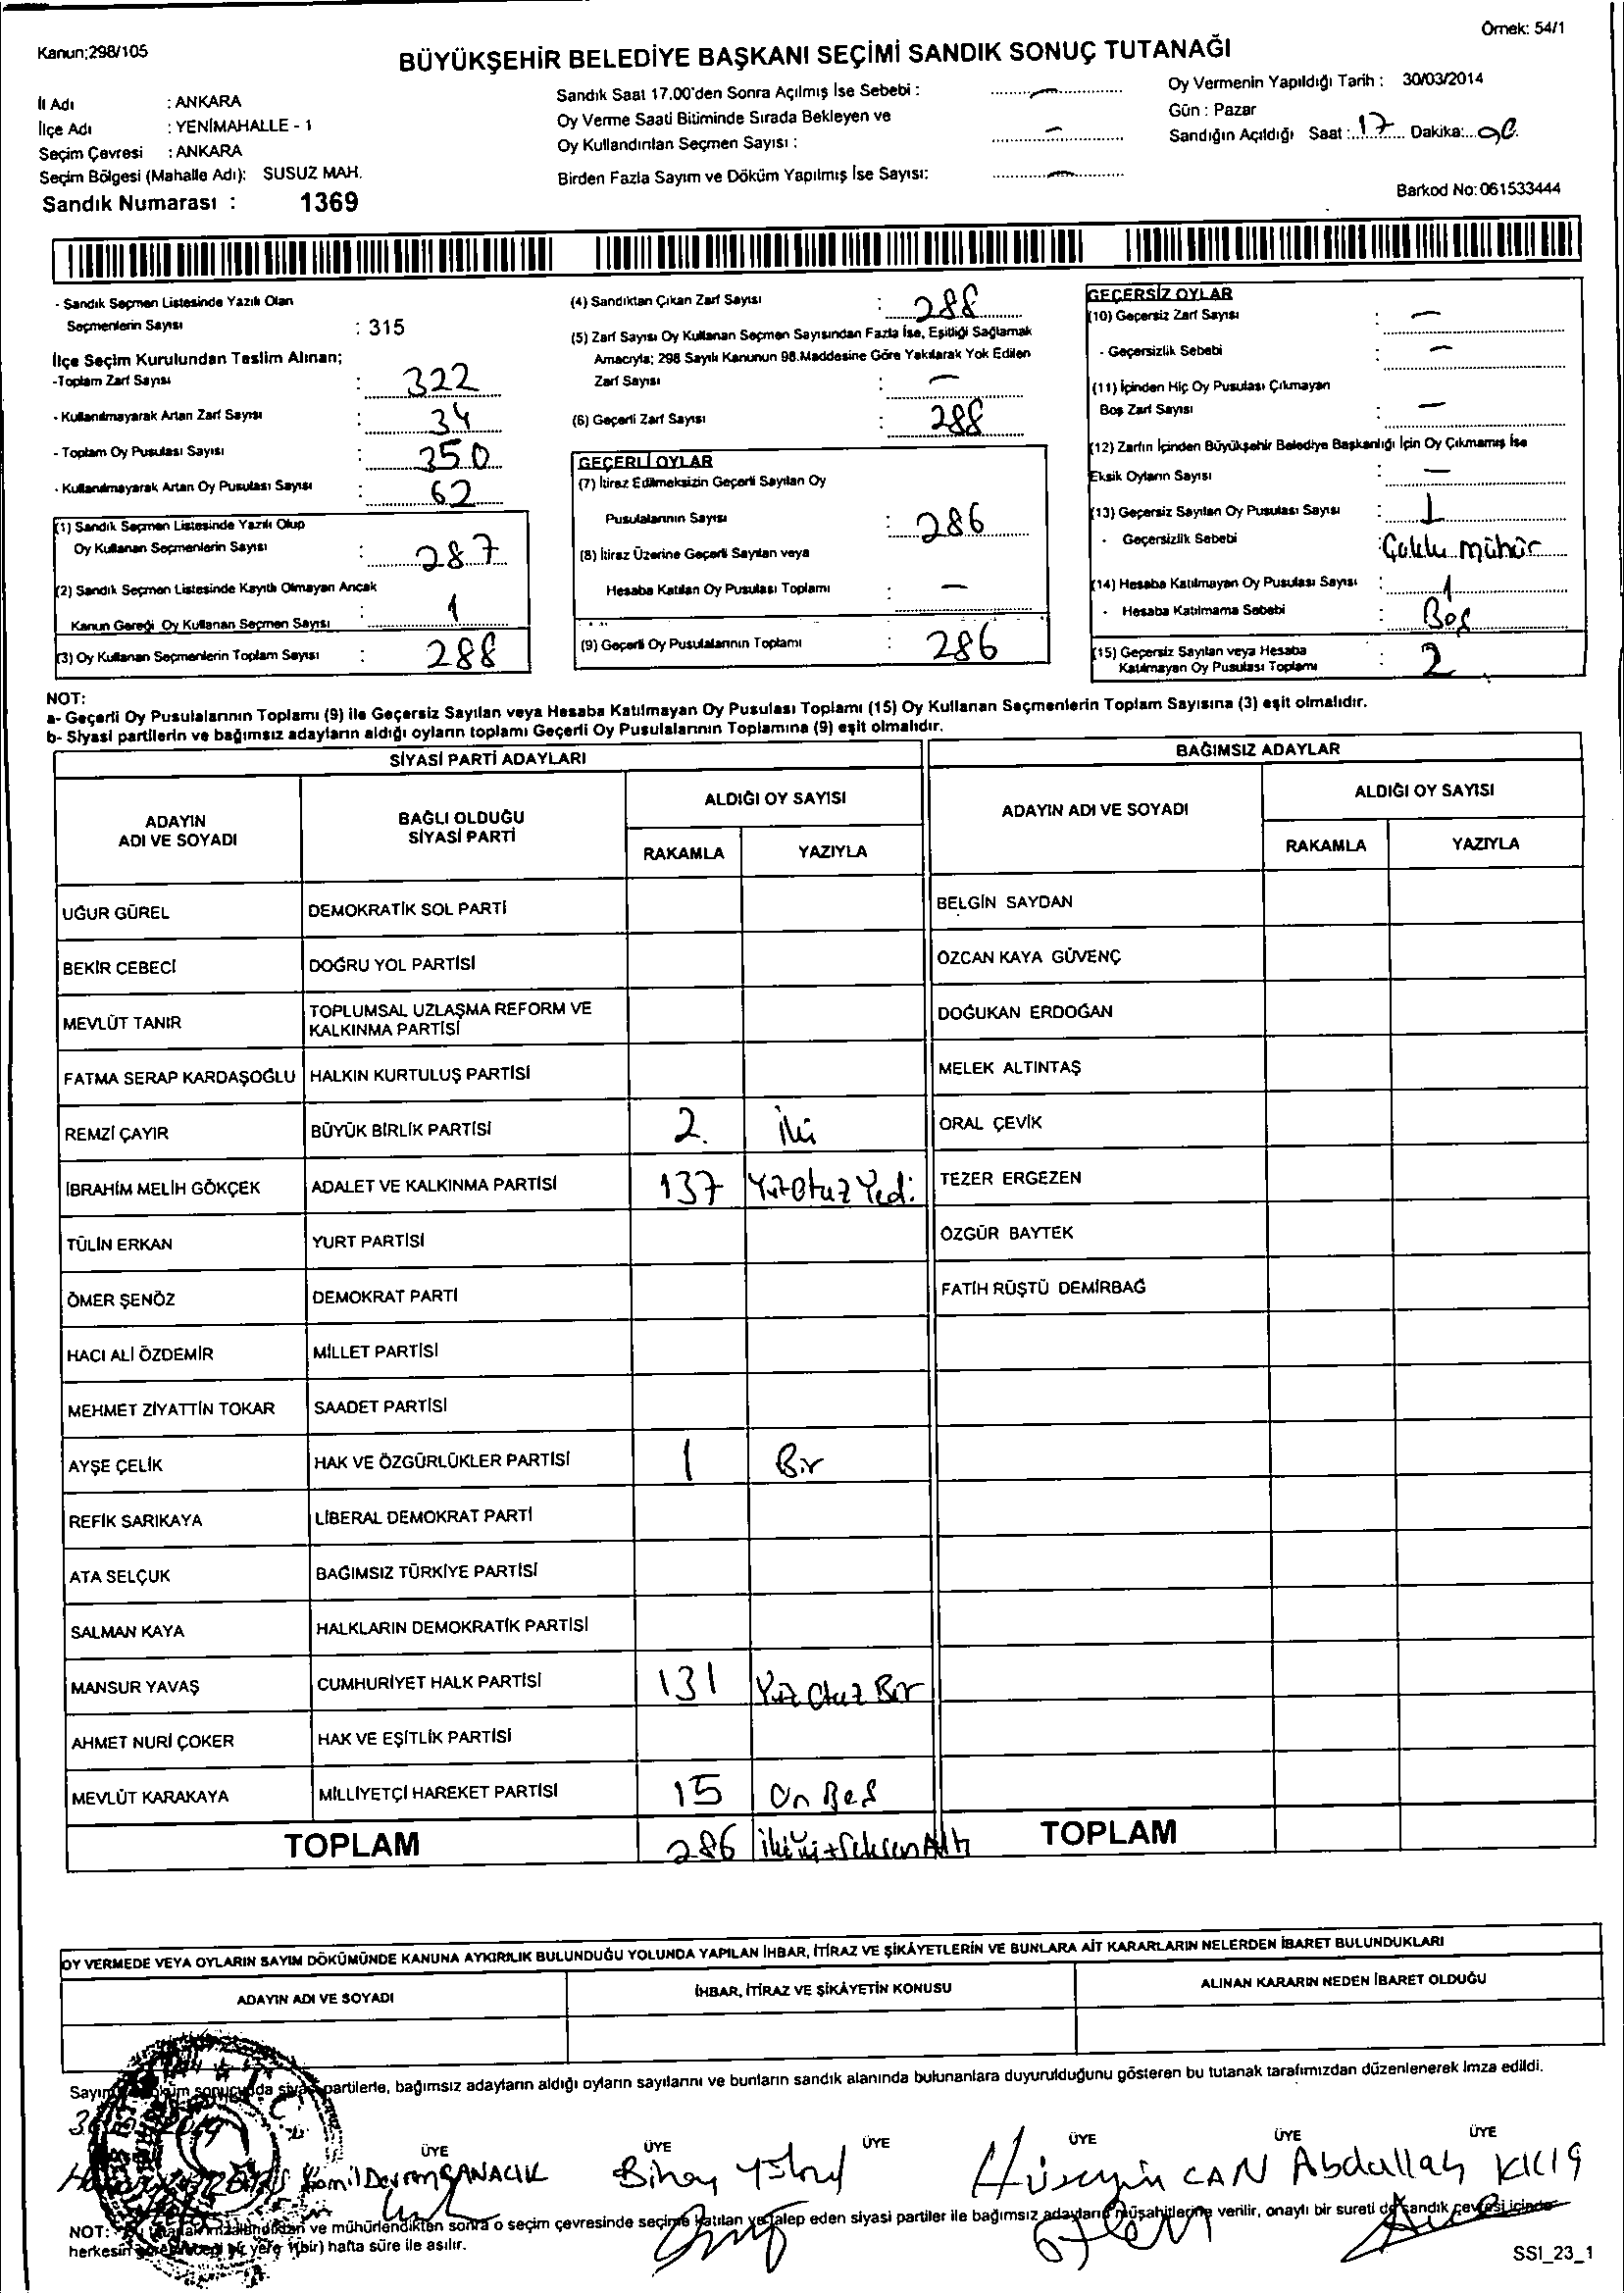 Örnek: 54/1
Kanun;298/105
BÜYÜKŞEHİR BELEDİYE BAŞKANI SEÇİMİ SANDIK SONUÇ TUTANAĞI
İl Adı : ANKARA
İlçe Adı : YENİMAHALLE - 1
Seçim Çevresi : ANKARA
Seçim Bölgesi (Mahalle Adı): SUSUZ MAH.
Sandık Numarası : 1369
Sandık Saat 17.00'den Sonra Açılmış İse Sebebi : —
Oy Verme Saati Bitiminde Sırada Bekleyen ve
Oy Kullandırılan Seçmen Sayısı : —
Birden Fazla Sayım ve Döküm Yapılmış İse Sayısı: —
Oy Vermenin Yapıldığı Tarih : 30/03/2014
Gün : Pazar
Sandığın Açıldığı Saat : 17 Dakika:
Barkod No: 061533444
- Sandık Seçmen Listesinde Yazılı Olan
Seçmenlerin Sayısı : 315
İlçe Seçim Kurulundan Teslim Alınan;
-Toplam Zarf Sayısı : 322
- Kullanılmayarak Artan Zarf Sayısı : 34
- Toplam Oy Pusulası Sayısı : 350
- Kullanılmayarak Artan Oy Pusulası Sayısı : 62
(1) Sandık Seçmen Listesinde Yazılı Olup
Oy Kullanan Seçmenlerin Sayısı : 287
(2) Sandık Seçmen Listesinde Kayıtlı Olmayan Ancak
Kanun Gereği Oy Kullanan Seçmen Sayısı : 1
(3) Oy Kullanan Seçmenlerin Toplam Sayısı : 288
(4) Sandıktan Çıkan Zarf Sayısı : 288
(5) Zarf Sayısı Oy Kullanan Seçmen Sayısından Fazla İse, Eşitliği Sağlamak
Amacıyla; 298 Sayılı Kanunun 98.Maddesine Göre Yakılarak Yok Edilen
Zarf Sayısı : —
(6) Geçerli Zarf Sayısı : 288
GEÇERLİ OYLAR
(7) İtiraz Edilmeksizin Geçerli Sayılan Oy
Pusulalarının Sayısı : 286
(8) İtiraz Üzerine Geçerli Sayılan veya
Hesaba Katılan Oy Pusulası Toplamı : —
(9) Geçerli Oy Pusulalarının Toplamı : 286
GEÇERSİZ OYLAR
(10) Geçersiz Zarf Sayısı : —
- Geçersizlik Sebebi : —
(11) İçinden Hiç Oy Pusulası Çıkmayan
Boş Zarf Sayısı : —
(12) Zarfın İçinden Büyükşehir Belediye Başkanlığı İçin Oy Çıkmamış İse
Eksik Oyların Sayısı : —
(13) Geçersiz Sayılan Oy Pusulası Sayısı : 1
- Geçersizlik Sebebi : Çoklu mühür
(14) Hesaba Katılmayan Oy Pusulası Sayısı : 1
- Hesaba Katılmama Sebebi : Boş
(15) Geçersiz Sayılan veya Hesaba
Katılmayan Oy Pusulası Toplamı : 2
NOT:
a- Geçerli Oy Pusulalarının Toplamı (9) ile Geçersiz Sayılan veya Hesaba Katılmayan Oy Pusulası Toplamı (15) Oy Kullanan Seçmenlerin Toplam Sayısına (3) eşit olmalıdır.
b- Siyasi partilerin ve bağımsız adayların aldığı oyların toplamı Geçerli Oy Pusulalarının Toplamına (9) eşit olmalıdır.
SİYASİ PARTİ ADAYLARI
ADAYIN ADI VE SOYADI BAĞLI OLDUĞU SİYASİ PARTİ ALDIĞI OY SAYISI
RAKAMLA YAZIYLA
UĞUR GÜREL DEMOKRATİK SOL PARTİ
BEKİR CEBECİ DOĞRU YOL PARTİSİ
MEVLÜT TANIR TOPLUMSAL UZLAŞMA REFORM VE KALKINMA PARTİSİ
FATMA SERAP KARDAŞOĞLU HALKIN KURTULUŞ PARTİSİ
REMZİ ÇAYIR BÜYÜK BİRLİK PARTİSİ 2. İki
İBRAHİM MELİH GÖKÇEK ADALET VE KALKINMA PARTİSİ 137 YüzOtuzYedi
TÜLİN ERKAN YURT PARTİSİ
ÖMER ŞENÖZ DEMOKRAT PARTİ
HACI ALİ ÖZDEMİR MİLLET PARTİSİ
MEHMET ZİYATTİN TOKAR SAADET PARTİSİ
AYŞE ÇELİK HAK VE ÖZGÜRLÜKLER PARTİSİ 1 Bir
REFİK SARIKAYA LİBERAL DEMOKRAT PARTİ
ATA SELÇUK BAĞIMSIZ TÜRKİYE PARTİSİ
SALMAN KAYA HALKLARIN DEMOKRATİK PARTİSİ
MANSUR YAVAŞ CUMHURİYET HALK PARTİSİ 131 Yüz Otuz Bir
AHMET NURİ ÇOKER HAK VE EŞİTLİK PARTİSİ
MEVLÜT KARAKAYA MİLLİYETÇİ HAREKET PARTİSİ 15 On Beş
TOPLAM 286 İkiYüzSeksenAltı
BAĞIMSIZ ADAYLAR
ADAYIN ADI VE SOYADI ALDIĞI OY SAYISI
RAKAMLA YAZIYLA
BELGİN SAYDAN
ÖZCAN KAYA GÜVENÇ
DOĞUKAN ERDOĞAN
MELEK ALTINTAŞ
ORAL ÇEVİK
TEZER ERGEZEN
ÖZGÜR BAYTEK
FATİH RÜŞTÜ DEMİRBAĞ
TOPLAM
OY VERMEDE VEYA OYLARIN SAYIM DÖKÜMÜNDE KANUNA AYKIRILIK BULUNDUĞU YOLUNDA YAPILAN İHBAR, İTİRAZ VE ŞİKÂYETLERİN VE BUNLARA AİT KARARLARIN NELERDEN İBARET BULUNDUKLARI
ADAYIN ADI VE SOYADI İHBAR, İTİRAZ VE ŞİKÂYETİN KONUSU ALINAN KARARIN NEDEN İBARET OLDUĞU
Sayım döküm sonucunda siyasi partilerle, bağımsız adayların aldığı oyların sayılarını ve bunların sandık alanında bulunanlara duyurulduğunu gösteren bu tutanak tarafımızdan düzenlenerek imza edildi.
ÜYE ÜYE ÜYE ÜYE ÜYE ÜYE
Hüseyin CAN Abdullah KILIÇ
NOT: ve mühürlendikten sonra o seçim çevresinde seçime katılan ve talep eden siyasi partiler ile bağımsız adayların müşahitlerine verilir, onaylı bir sureti de sandık çevresi içinde
herkesin yere 1(bir) hafta süre ile asılır.
SSI_23_1